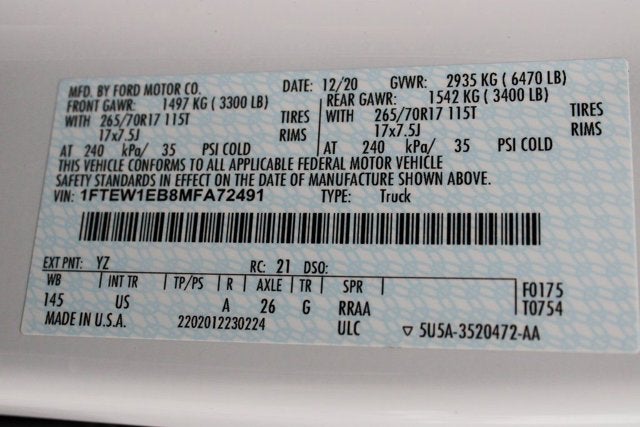 MFD. BY FORD MOTOR CO. DATE: 12/20 GVWR: 2935 KG ( 6470 LB)
FRONT GAWR: 1497 KG ( 3300 LB) REAR GAWR: 1542 KG ( 3400 LB)
WITH 265/70R17 115T TIRES WITH 265/70R17 115T TIRES
17x7.5J RIMS 17x7.5J RIMS
AT 240 kPa/ 35 PSI COLD AT 240 kPa/ 35 PSI COLD
THIS VEHICLE CONFORMS TO ALL APPLICABLE FEDERAL MOTOR VEHICLE
SAFETY STANDARDS IN EFFECT ON THE DATE OF MANUFACTURE SHOWN ABOVE.
VIN: 1FTEW1EB8MFA72491 TYPE: Truck
EXT PNT: YZ RC: 21 DSO:
WB INT TR TP/PS R AXLE TR SPR F0175
145 US A 26 G RRAA T0754
MADE IN U.S.A. 2202012230224 ULC ▽ 5U5A-3520472-AA